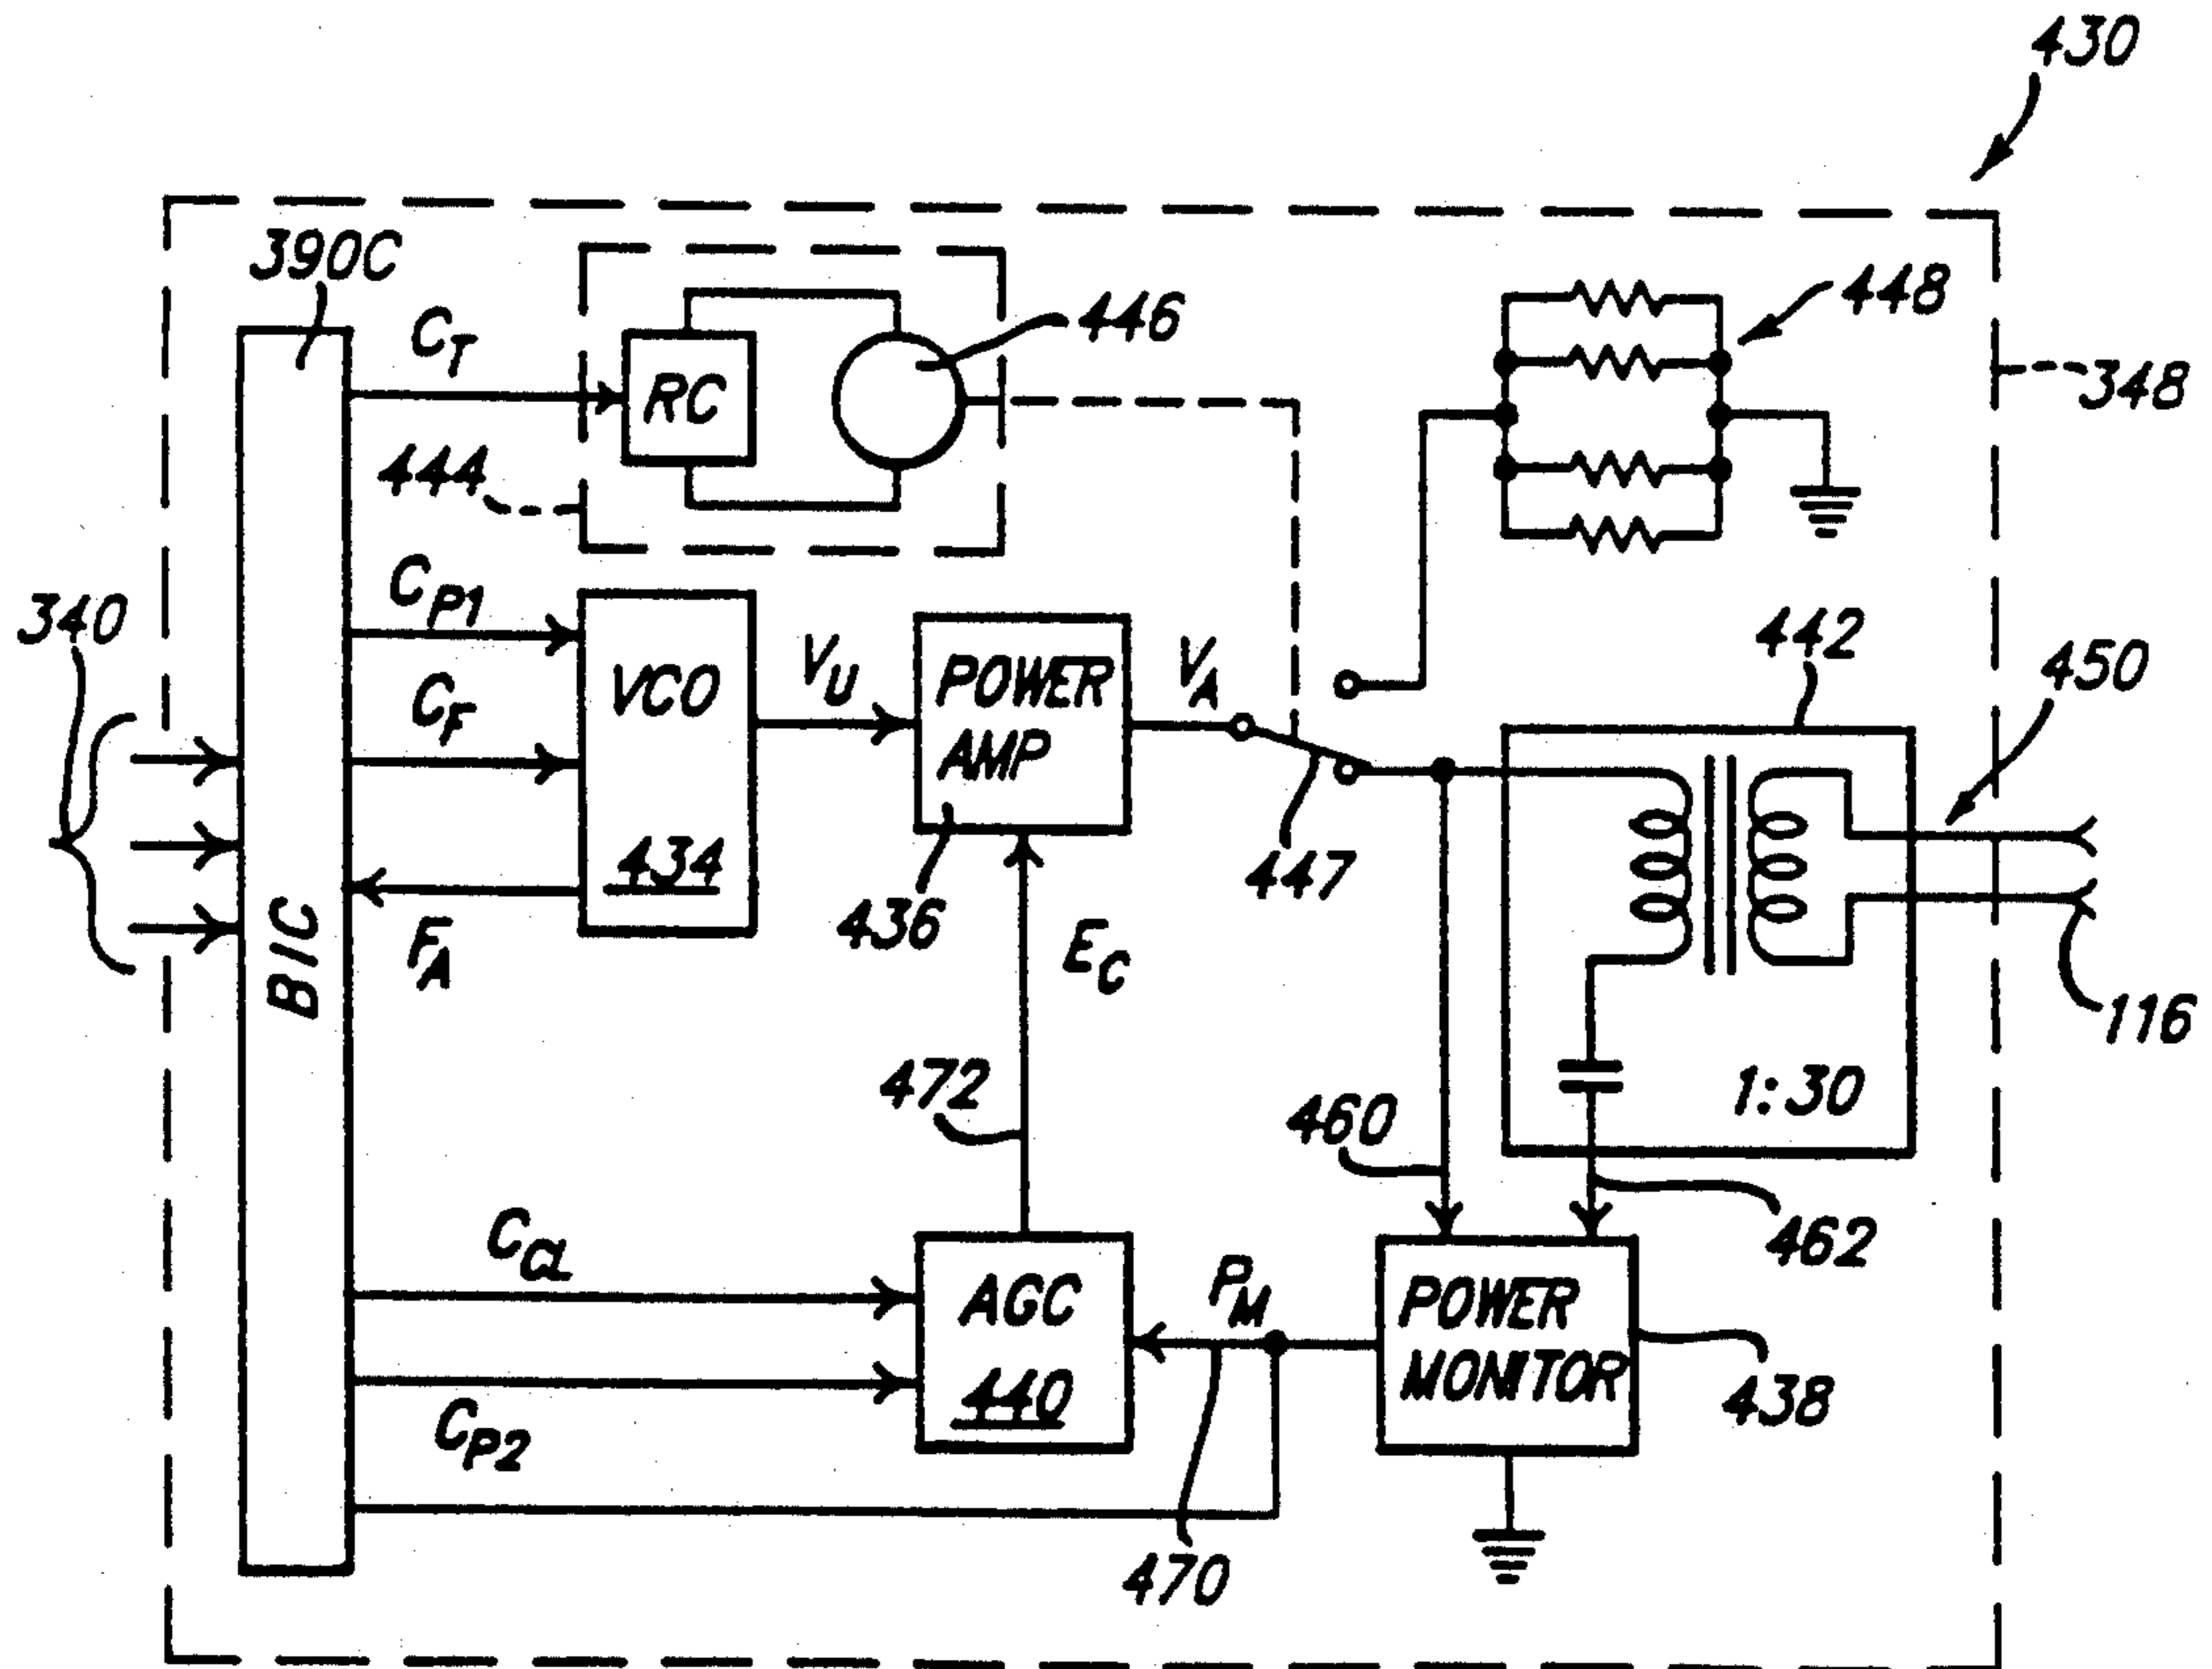 430
390C
C_T
RC
446
448
348
444
340
C_P1
C_F
F_A
VCO
434
V_U
POWER
AMP
436
V_A
447
442
450
116
BIC
E_C
472
460
1:30
462
C_α
C_P2
AGC
440
P_M
470
POWER
MONITOR
438